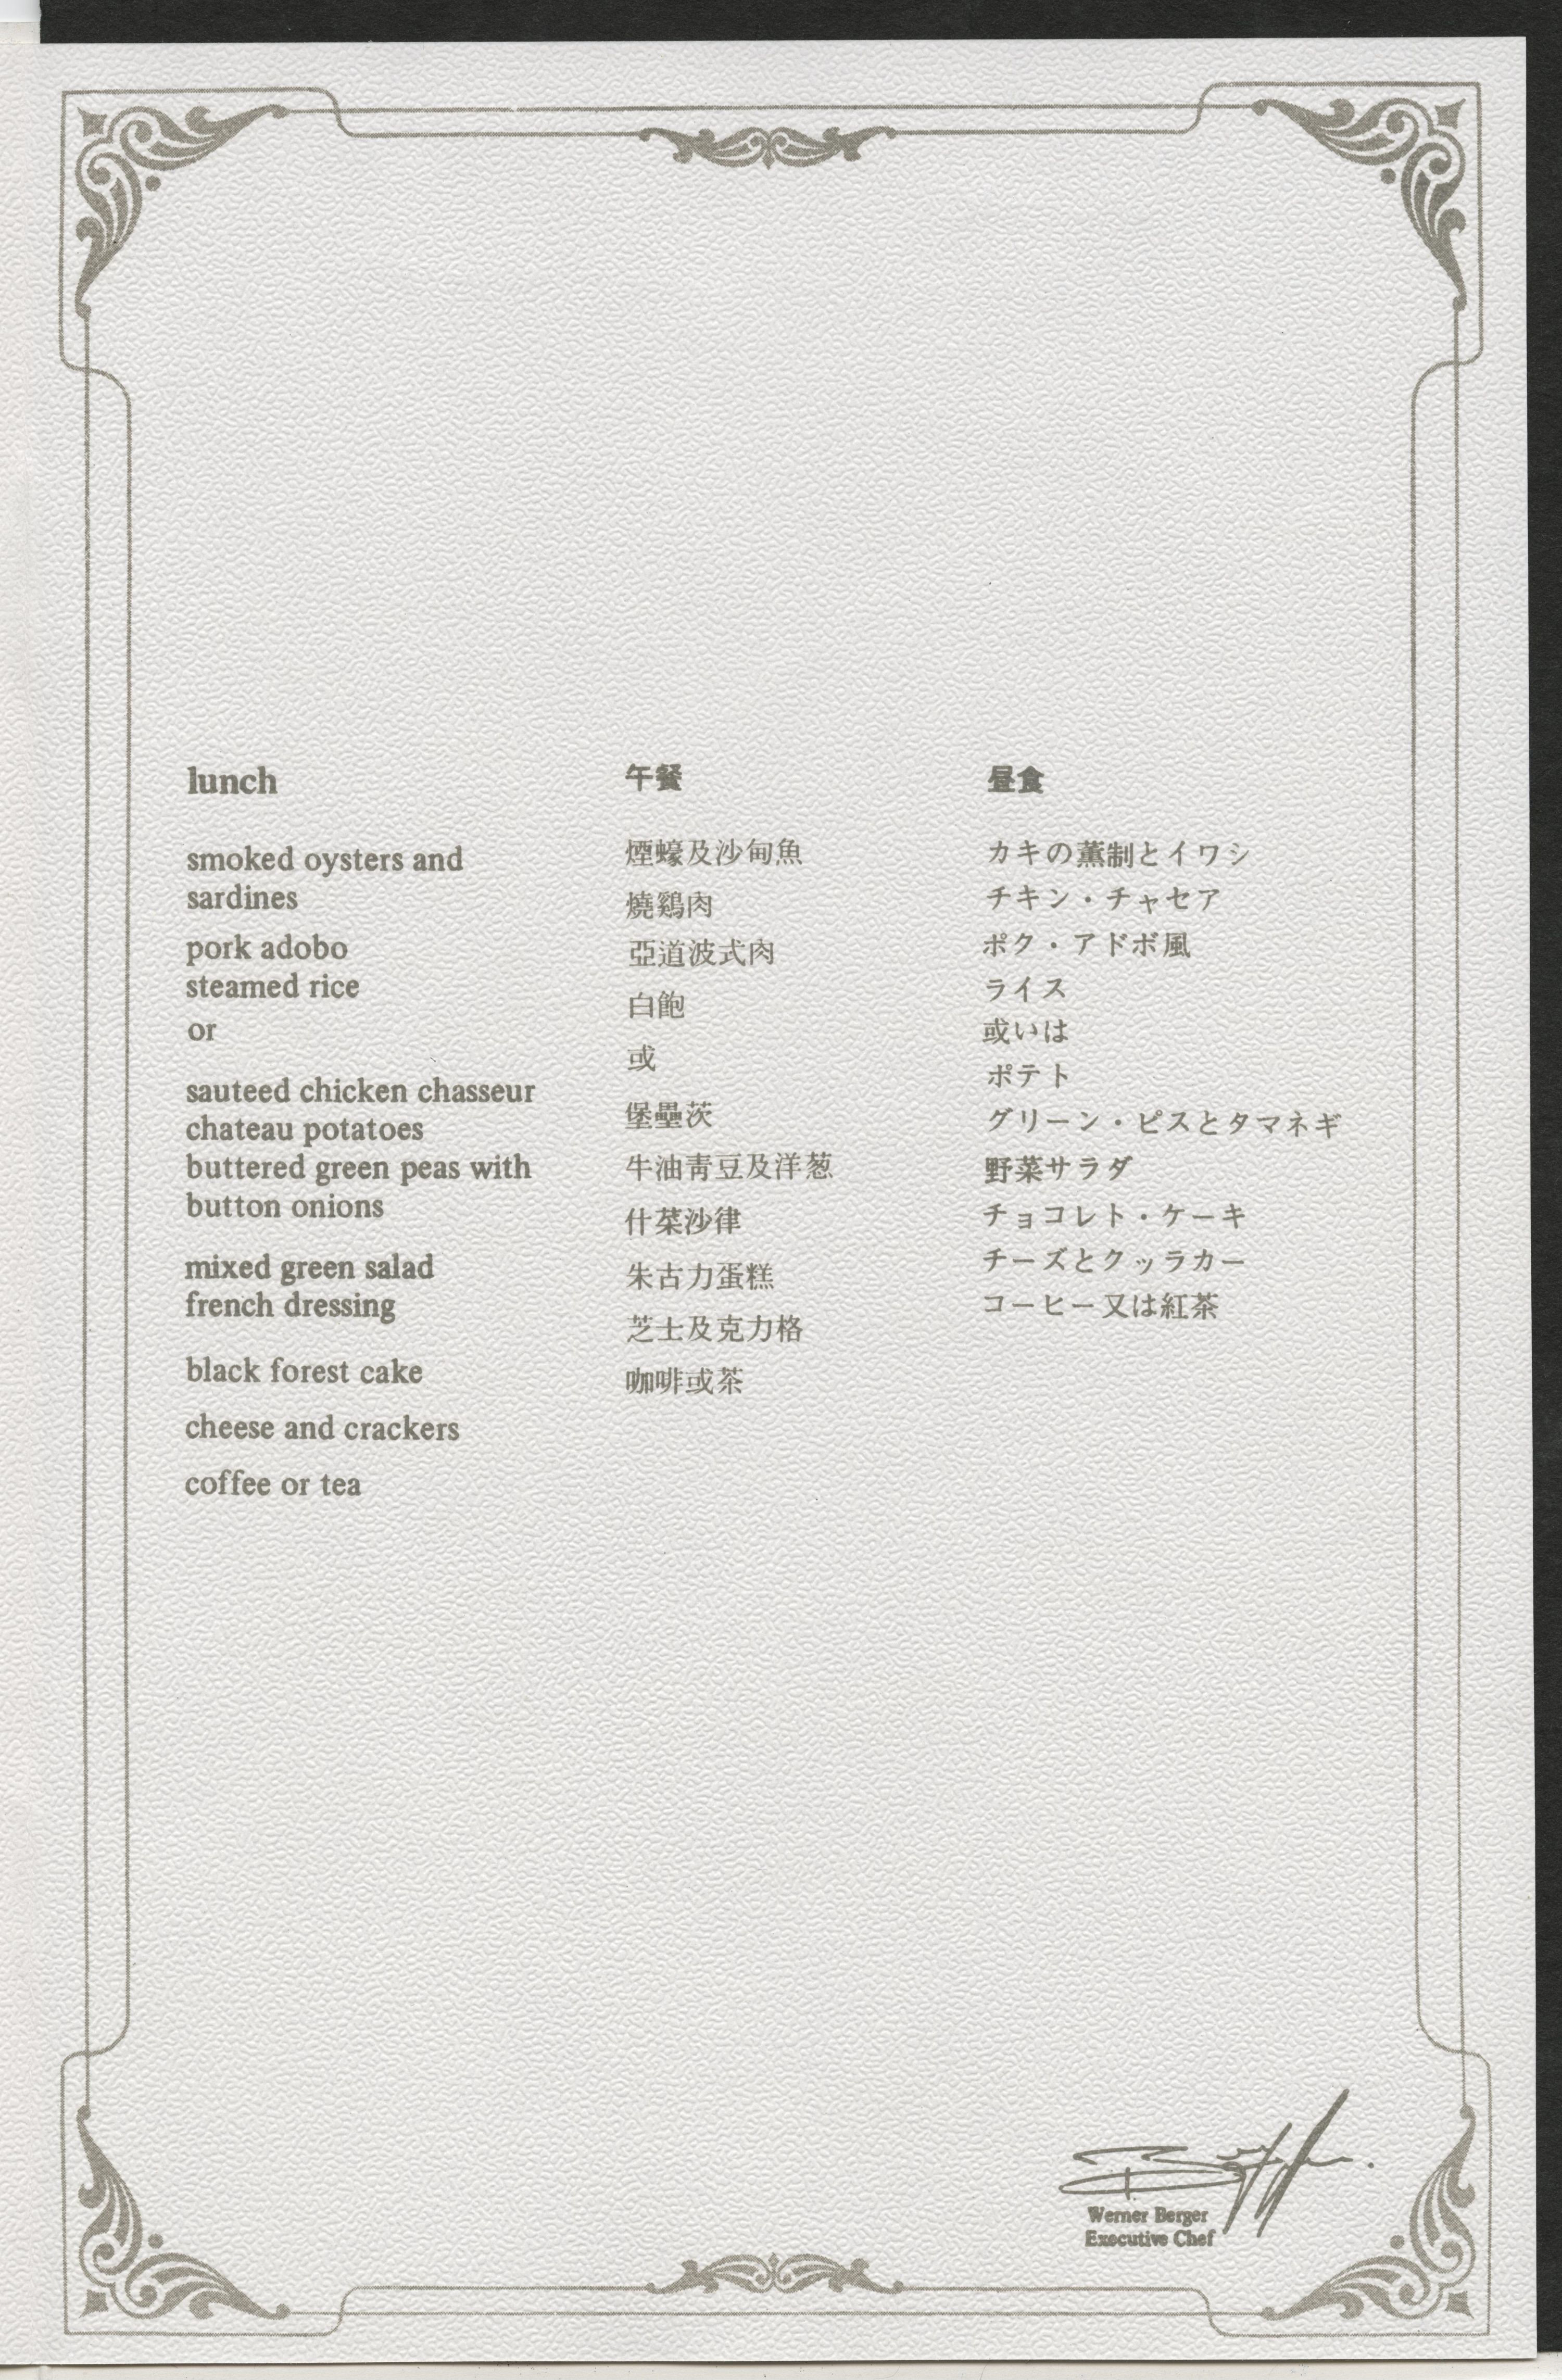 lunch
smoked oysters and
sardines
pork adobo
steamed rice
or
sauteed chicken chasseur
chateau potatoes
buttered green peas with
button onions
mixed green salad
french dressing
black forest cake
cheese and crackers
coffee or tea
午餐
煙蠔及沙甸魚
燒鷄肉
亞道波式肉
白飽
或
堡壘茨
牛油靑豆及洋葱
什菜沙律
朱古力蛋糕
芝士及克力格
咖啡或茶
昼食
カキの薫制とイワシ
チキン・チャセア
ポク・アドボ風
ライス
或いは
ポテト
グリーン・ピスとタマネギ
野菜サラダ
チョコレト・ケーキ
チーズとクッラカー
コーヒー又は紅茶
Werner Berger
Executive Chef